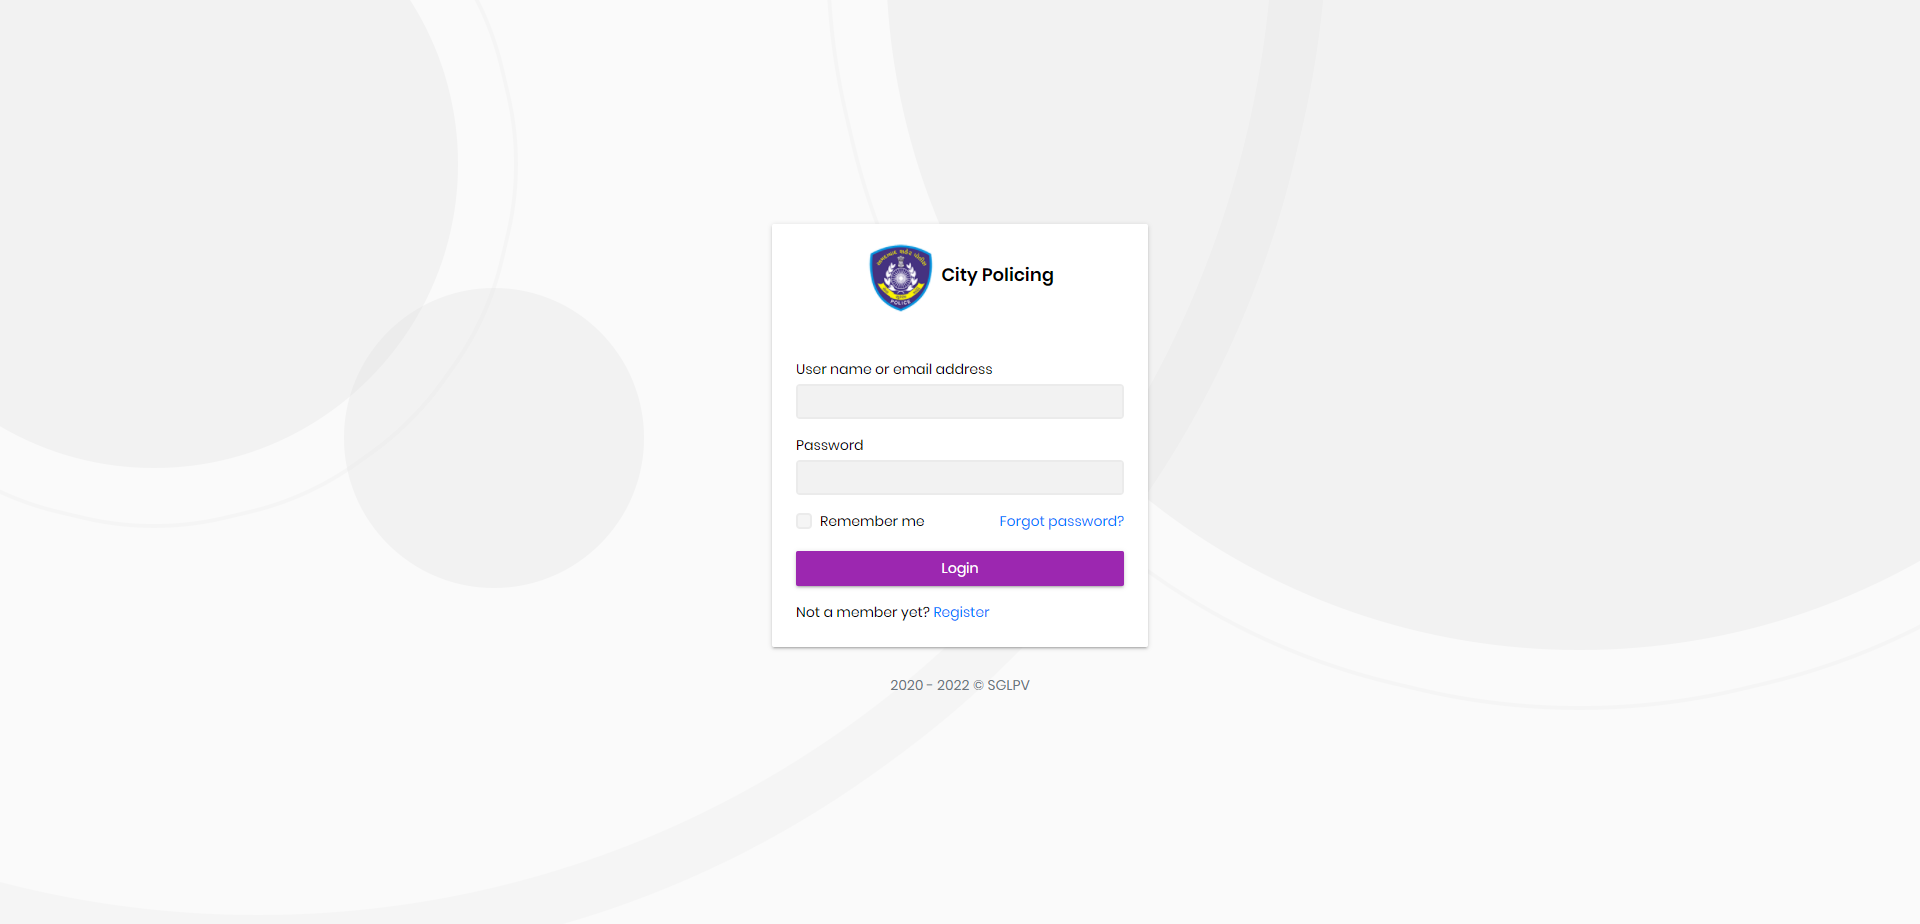 City Policing
POLICE
User name or email address
Password
Remember me
Forgot password?
Login
Not a member yet? Register
2020 - 2022 © SGLPV